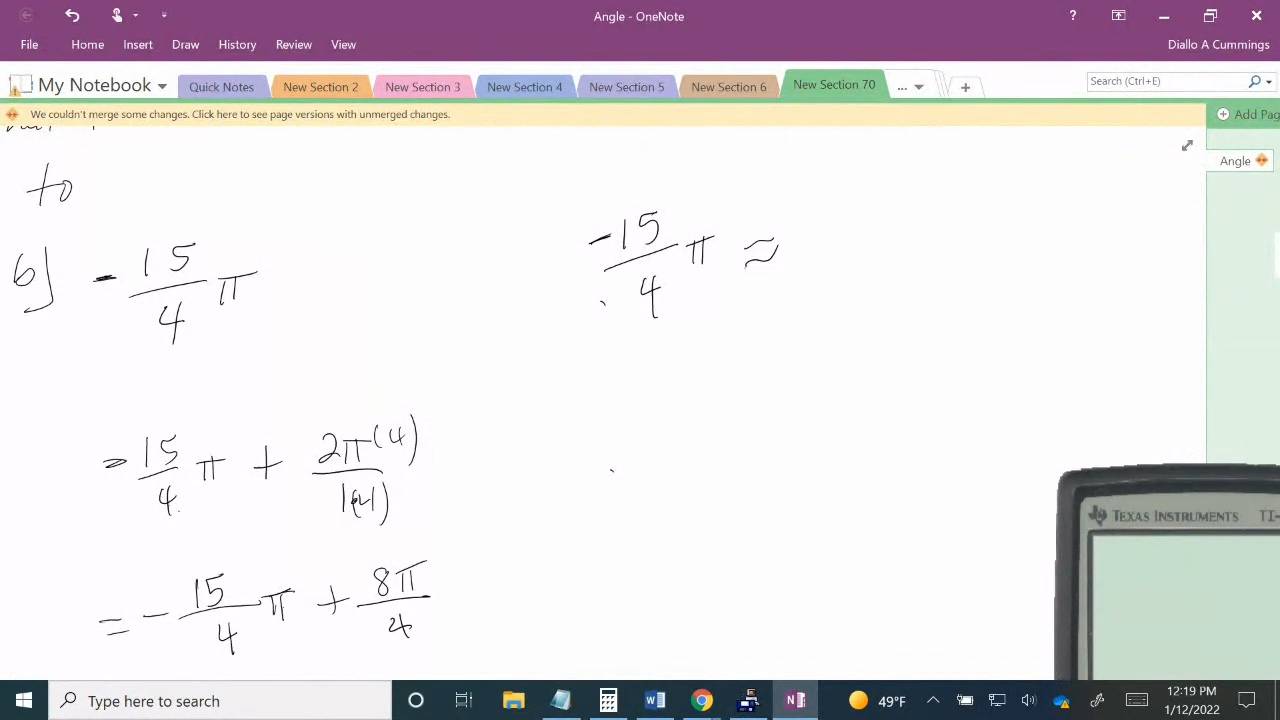 Angle - OneNote
File Home Insert Draw History Review View
Diallo A Cummings
My Notebook
Quick Notes
New Section 2
New Section 3
New Section 4
New Section 5
New Section 6
New Section 70
...
Search (Ctrl+E)
We couldn't merge some changes. Click here to see page versions with unmerged changes.
Add Pag
Angle
to
b] - 15/4 π
-15/4 π ≈
- 15/4 π + 2π(4)/1(4)
= - 15/4 π + 8π/4
TEXAS INSTRUMENTS TI-
Type here to search
49°F
12:19 PM
1/12/2022